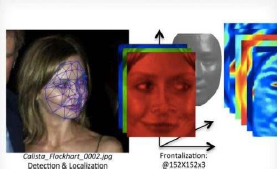 Calista_Flockhart_0002.jpg
Detection & Localization
Frontalization:
@152X152x3